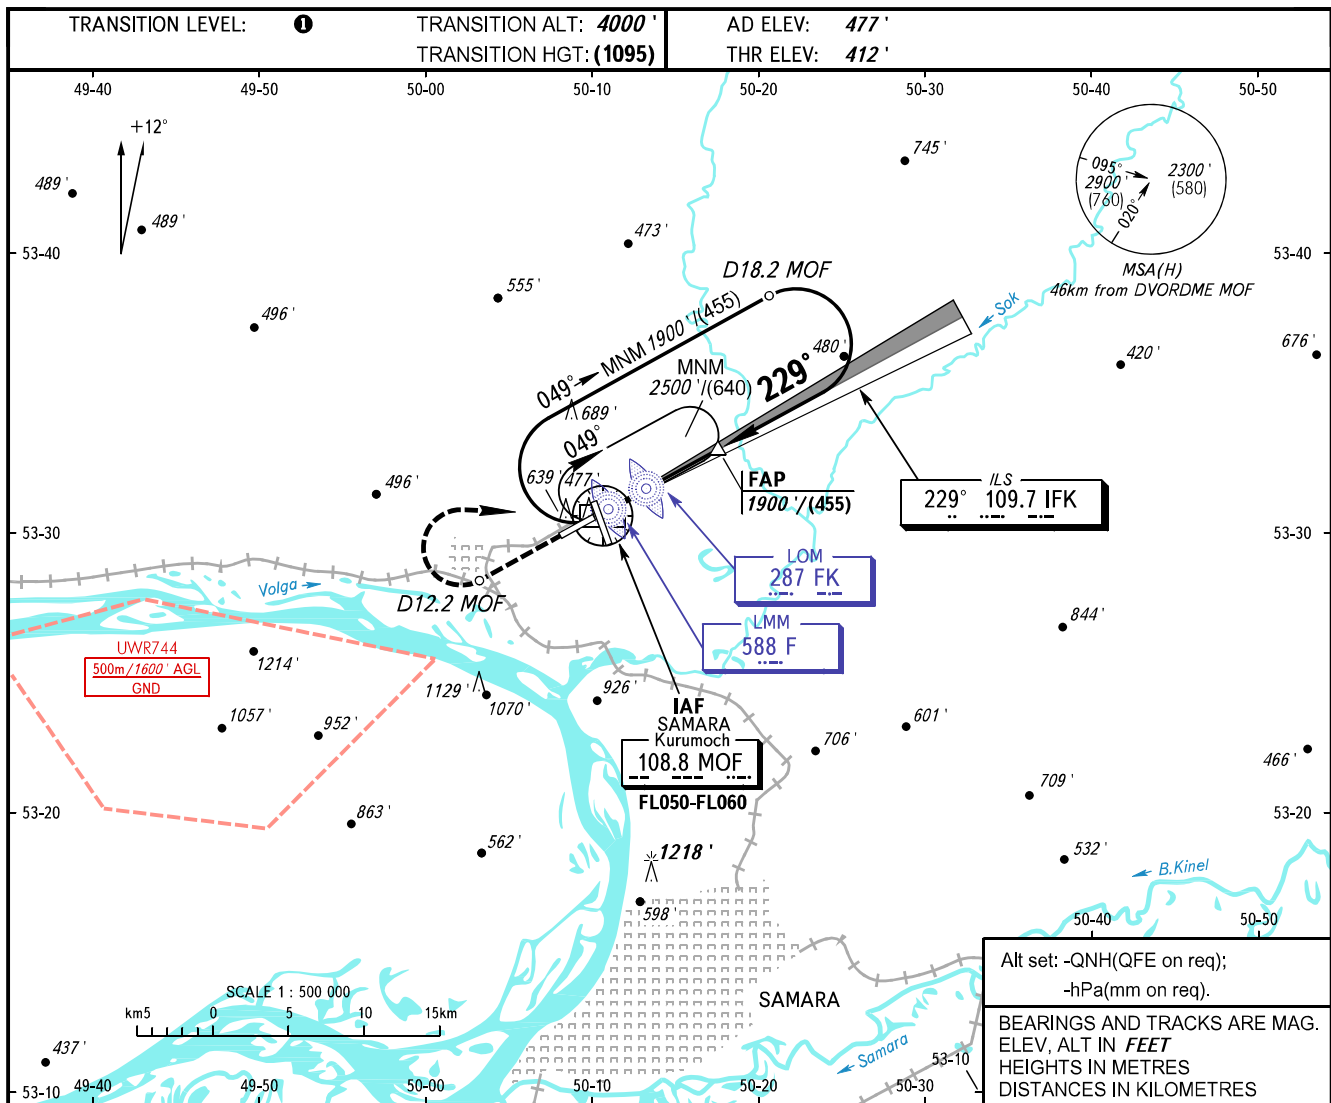 TRANSITION LEVEL: 1 TRANSITION ALT: 4000 '
TRANSITION HGT: (1095)
AD ELEV: 477 '
THR ELEV: 412 '
49-40 49-50 50-00 50-10 50-20 50-30 50-40 50-50
+12°
745 '
489 '
489 '
095°
2900 '
(760)
020°
2300 '
(580)
473 '
53-40 53-40
MSA(H)
46km from DVORDME MOF
D18.2 MOF
555 '
496 '
Sok
049° MNM 1900 '/(455)
480 '
420 '
676 '
MNM
2500 '/(640)
229°
689 '
049°
639 '
477 '
496 '
FAP
1900 '/(455)
ILS
229° 109.7 IFK
53-30 53-30
LOM
287 FK
Volga
D12.2 MOF
LMM
588 F
844 '
UWR744
500m/1600' AGL
GND
1214 '
1129 '
1070 '
926 '
IAF
SAMARA
Kurumoch
108.8 MOF
FL050-FL060
1057 '
952 '
601 '
706 '
466 '
709 '
53-20 53-20
863 '
562 '
1218 '
532 '
B.Kinel
598 '
50-40 50-50
SCALE 1 : 500 000
km5 0 5 10 15km
SAMARA
Samara
437 '
53-10 53-10
49-40 49-50 50-00 50-10 50-20 50-30
Alt set: -QNH(QFE on req);
-hPa(mm on req).
BEARINGS AND TRACKS ARE MAG.
ELEV, ALT IN FEET
HEIGHTS IN METRES
DISTANCES IN KILOMETRES